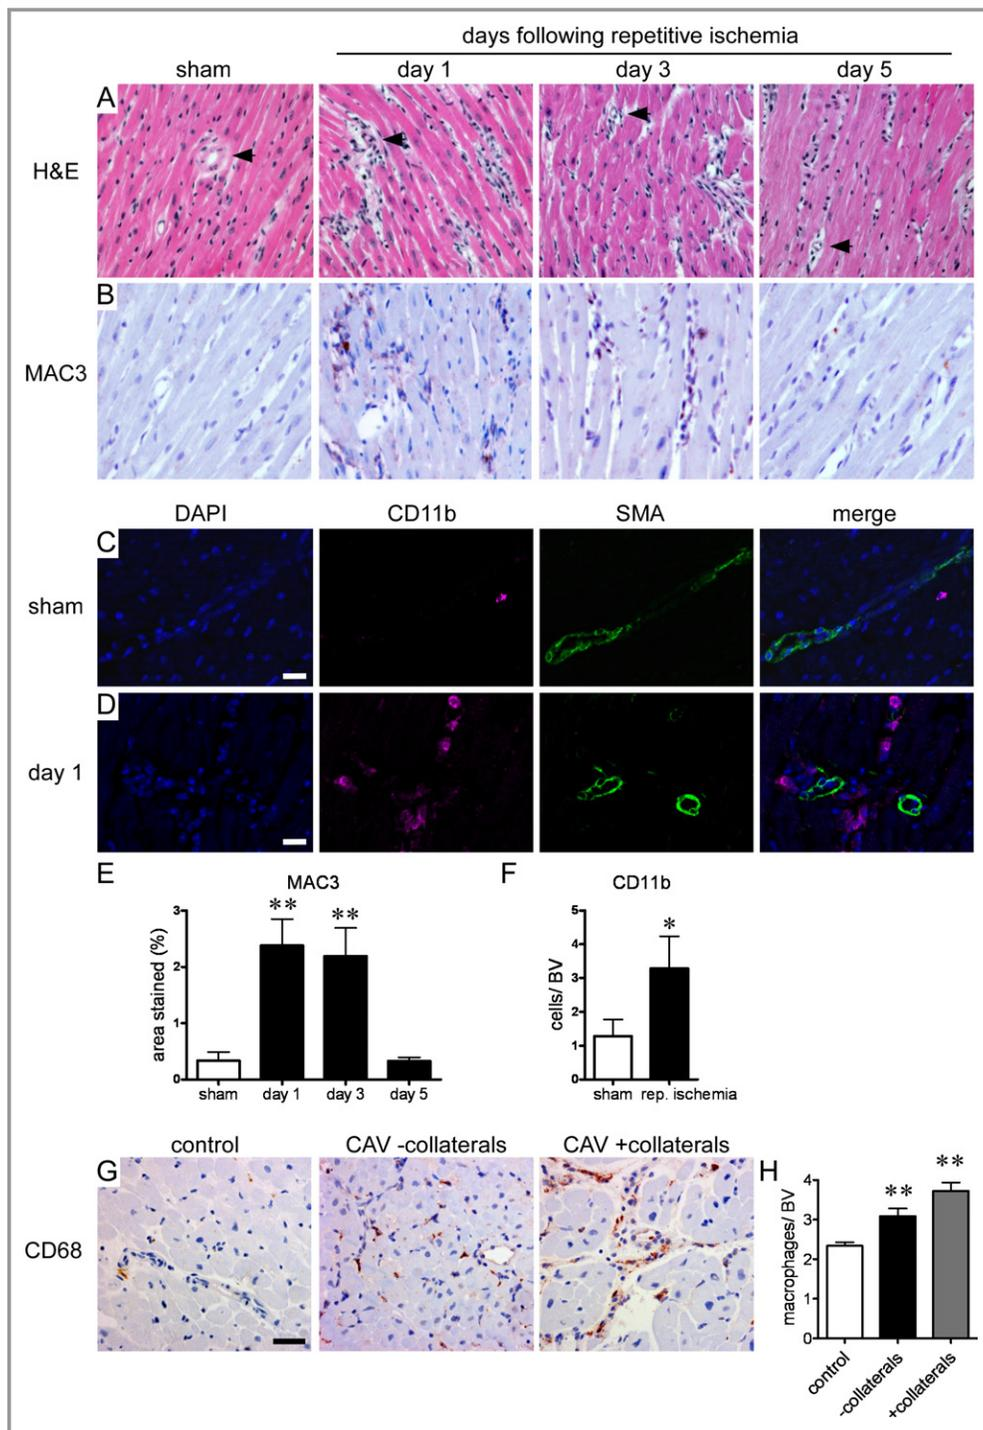 days following repetitive ischemia
sham day 1 day 3 day 5
A
H&E
B
MAC3
DAPI CD11b SMA merge
C
sham
D
day 1
E
MAC3
** **
area stained (%)
3
2
1
0
sham day 1 day 3 day 5
F
CD11b
*
cells/ BV
5
4
3
2
1
0
sham rep. ischemia
control CAV -collaterals CAV +collaterals
G
CD68
H
** **
macrophages/ BV
4
3
2
1
0
control
-collaterals
+collaterals